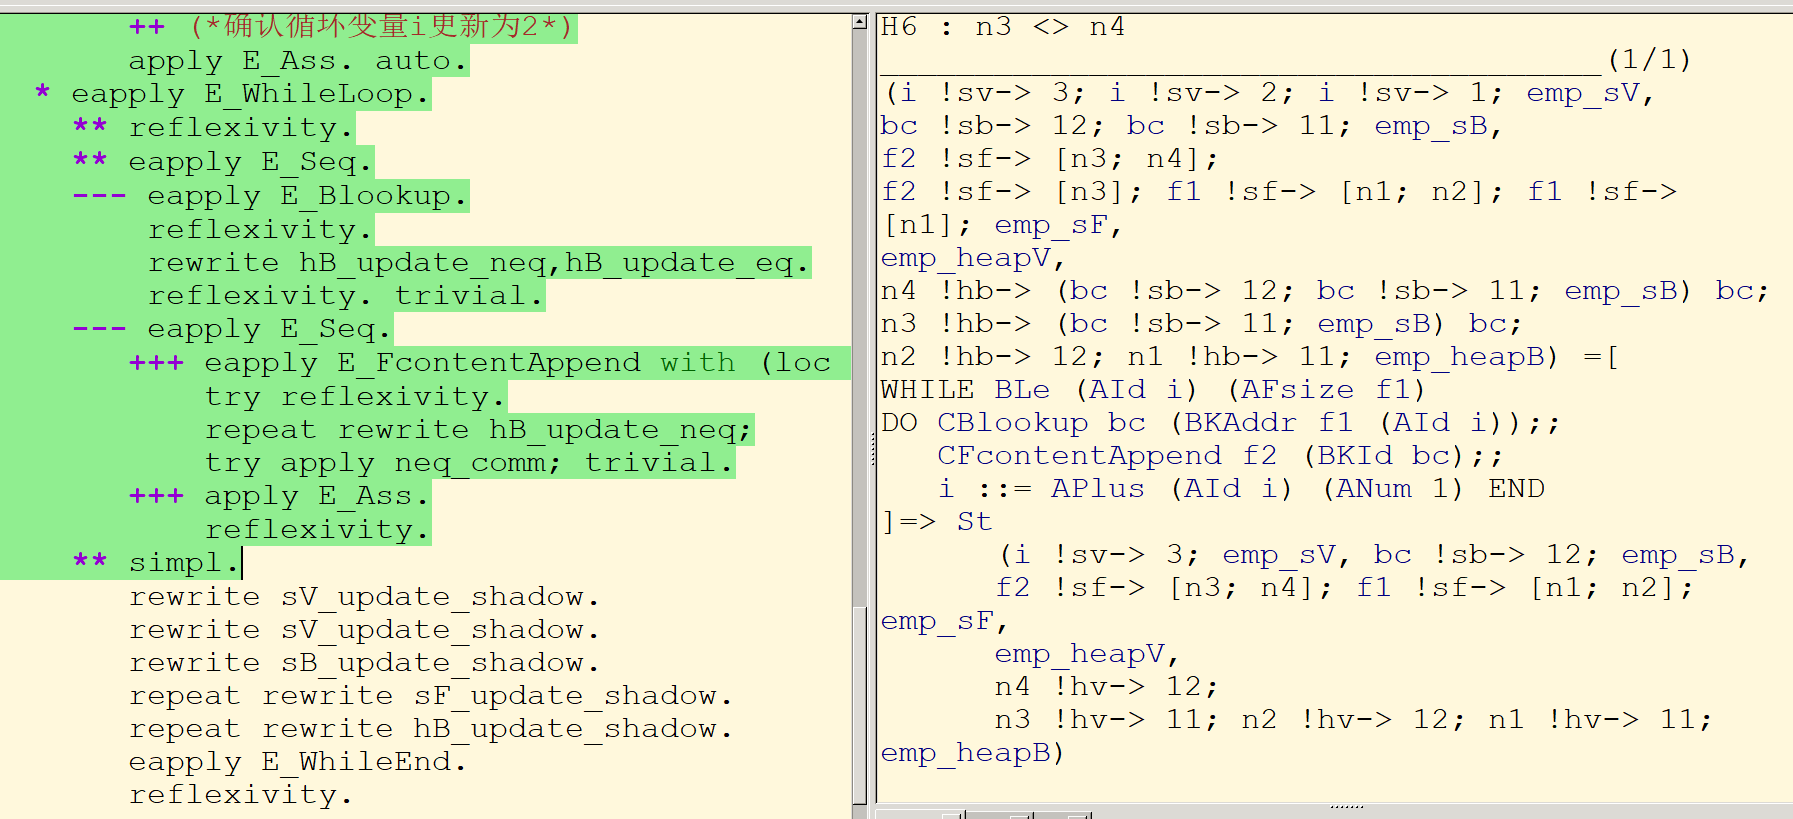 ++ (*确认循环变量i更新为2*)
apply E_Ass. auto.
* eapply E_WhileLoop.
** reflexivity.
** eapply E_Seq.
--- eapply E_Blookup.
reflexivity.
rewrite hB_update_neq,hB_update_eq.
reflexivity. trivial.
--- eapply E_Seq.
+++ eapply E_FcontentAppend with (loc
try reflexivity.
repeat rewrite hB_update_neq;
try apply neq_comm; trivial.
+++ apply E_Ass.
reflexivity.
** simpl.
rewrite sV_update_shadow.
rewrite sV_update_shadow.
rewrite sB_update_shadow.
repeat rewrite sF_update_shadow.
repeat rewrite hB_update_shadow.
eapply E_WhileEnd.
reflexivity.
H6 : n3 <> n4
______________________________________(1/1)
(i !sv-> 3; i !sv-> 2; i !sv-> 1; emp_sV,
bc !sb-> 12; bc !sb-> 11; emp_sB,
f2 !sf-> [n3; n4];
f2 !sf-> [n3]; f1 !sf-> [n1; n2]; f1 !sf->
[n1]; emp_sF,
emp_heapV,
n4 !hb-> (bc !sb-> 12; bc !sb-> 11; emp_sB) bc;
n3 !hb-> (bc !sb-> 11; emp_sB) bc;
n2 !hb-> 12; n1 !hb-> 11; emp_heapB) =[
WHILE BLe (AId i) (AFsize f1)
DO CBlookup bc (BKAddr f1 (AId i));;
CFcontentAppend f2 (BKId bc);;
i ::= APlus (AId i) (ANum 1) END
]=> St
(i !sv-> 3; emp_sV, bc !sb-> 12; emp_sB,
f2 !sf-> [n3; n4]; f1 !sf-> [n1; n2];
emp_sF,
emp_heapV,
n4 !hv-> 12;
n3 !hv-> 11; n2 !hv-> 12; n1 !hv-> 11;
emp_heapB)